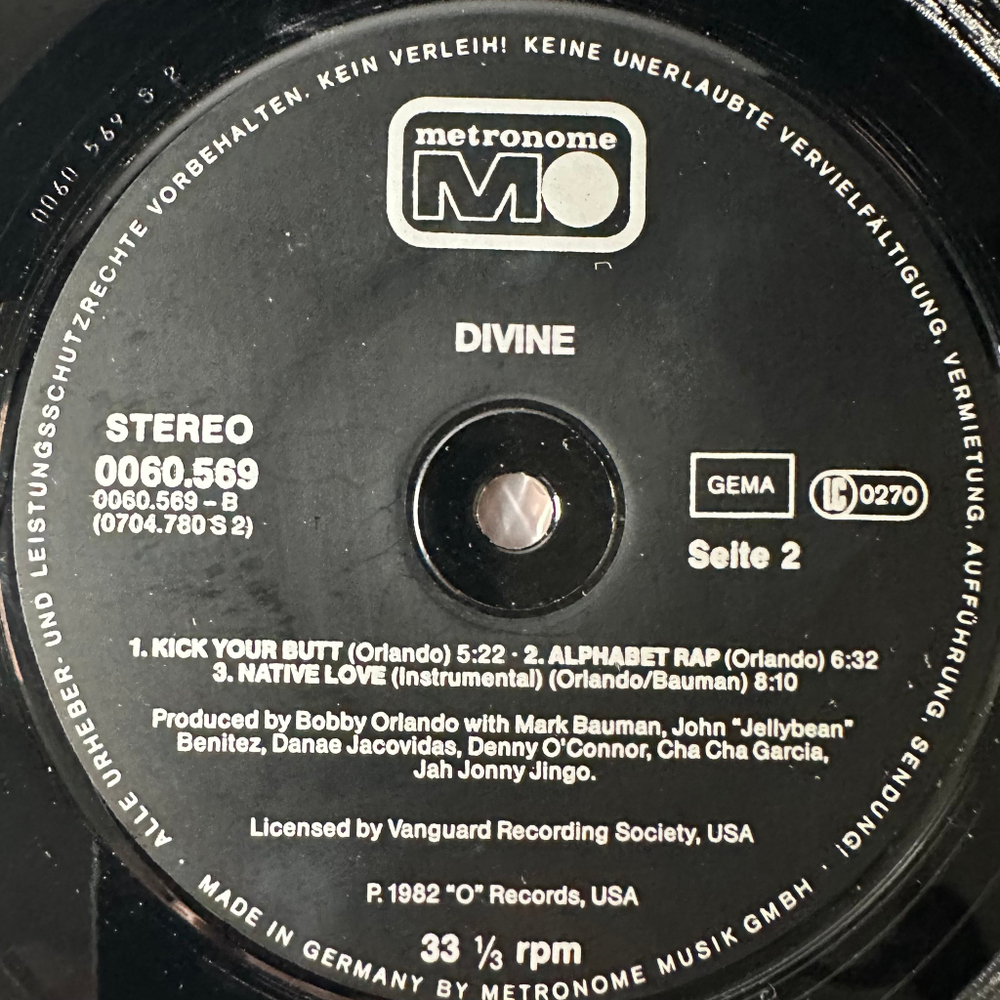 0060 569 S 2
· ALLE URHEBER- UND LEISTUNGSSCHUTZRECHTE VORBEHALTEN. KEIN VERLEIH! KEINE UNERLAUBTE VERVIELFÄLTIGUNG, VERMIETUNG, AUFFÜHRUNG, SENDUNG! ·
metronome
MO
DIVINE
STEREO
0060.569
0060.569 – B
(0704.780 S 2)
GEMA
LC 0270
Seite 2
1. KICK YOUR BUTT (Orlando) 5:22 · 2. ALPHABET RAP (Orlando) 6:32
3. NATIVE LOVE (Instrumental) (Orlando/Bauman) 8:10
Produced by Bobby Orlando with Mark Bauman, John “Jellybean”
Benitez, Danae Jacovidas, Denny O’Connor, Cha Cha Garcia,
Jah Jonny Jingo.
Licensed by Vanguard Recording Society, USA
P. 1982 “O” Records, USA
33 ⅓ rpm
MADE IN GERMANY BY METRONOME MUSIK GMBH